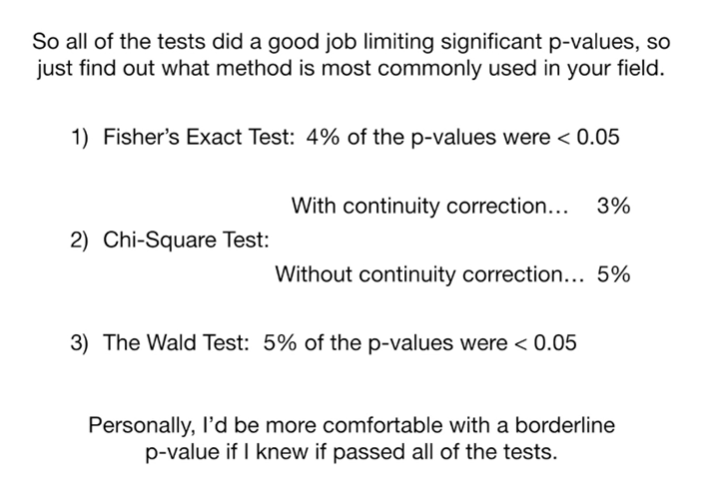 So all of the tests did a good job limiting significant p-values, so
just find out what method is most commonly used in your field.
1) Fisher's Exact Test: 4% of the p-values were < 0.05
With continuity correction... 3%
2) Chi-Square Test:
Without continuity correction... 5%
3) The Wald Test: 5% of the p-values were < 0.05
Personally, I'd be more comfortable with a borderline
p-value if I knew if passed all of the tests.